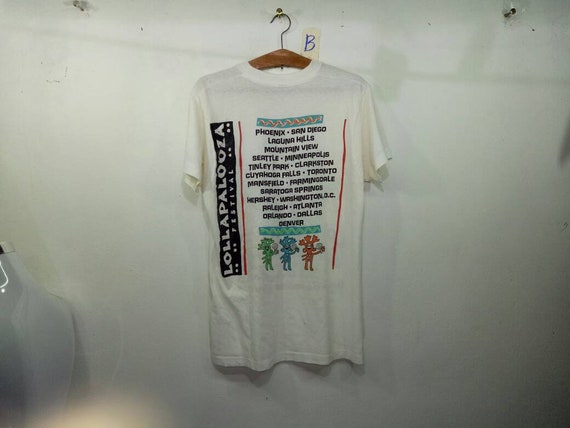 B
LOLLAPALOOZA
FESTIVAL
PHOENIX • SAN DIEGO
LAGUNA HILLS
MOUNTAIN VIEW
SEATTLE • MINNEAPOLIS
TINLEY PARK • CLARKSTON
CUYAHOGA FALLS • TORONTO
MANSFIELD • FARMINGDALE
SARATOGA SPRINGS
HERSHEY • WASHINGTON, D.C.
RALEIGH • ATLANTA
ORLANDO • DALLAS
DENVER